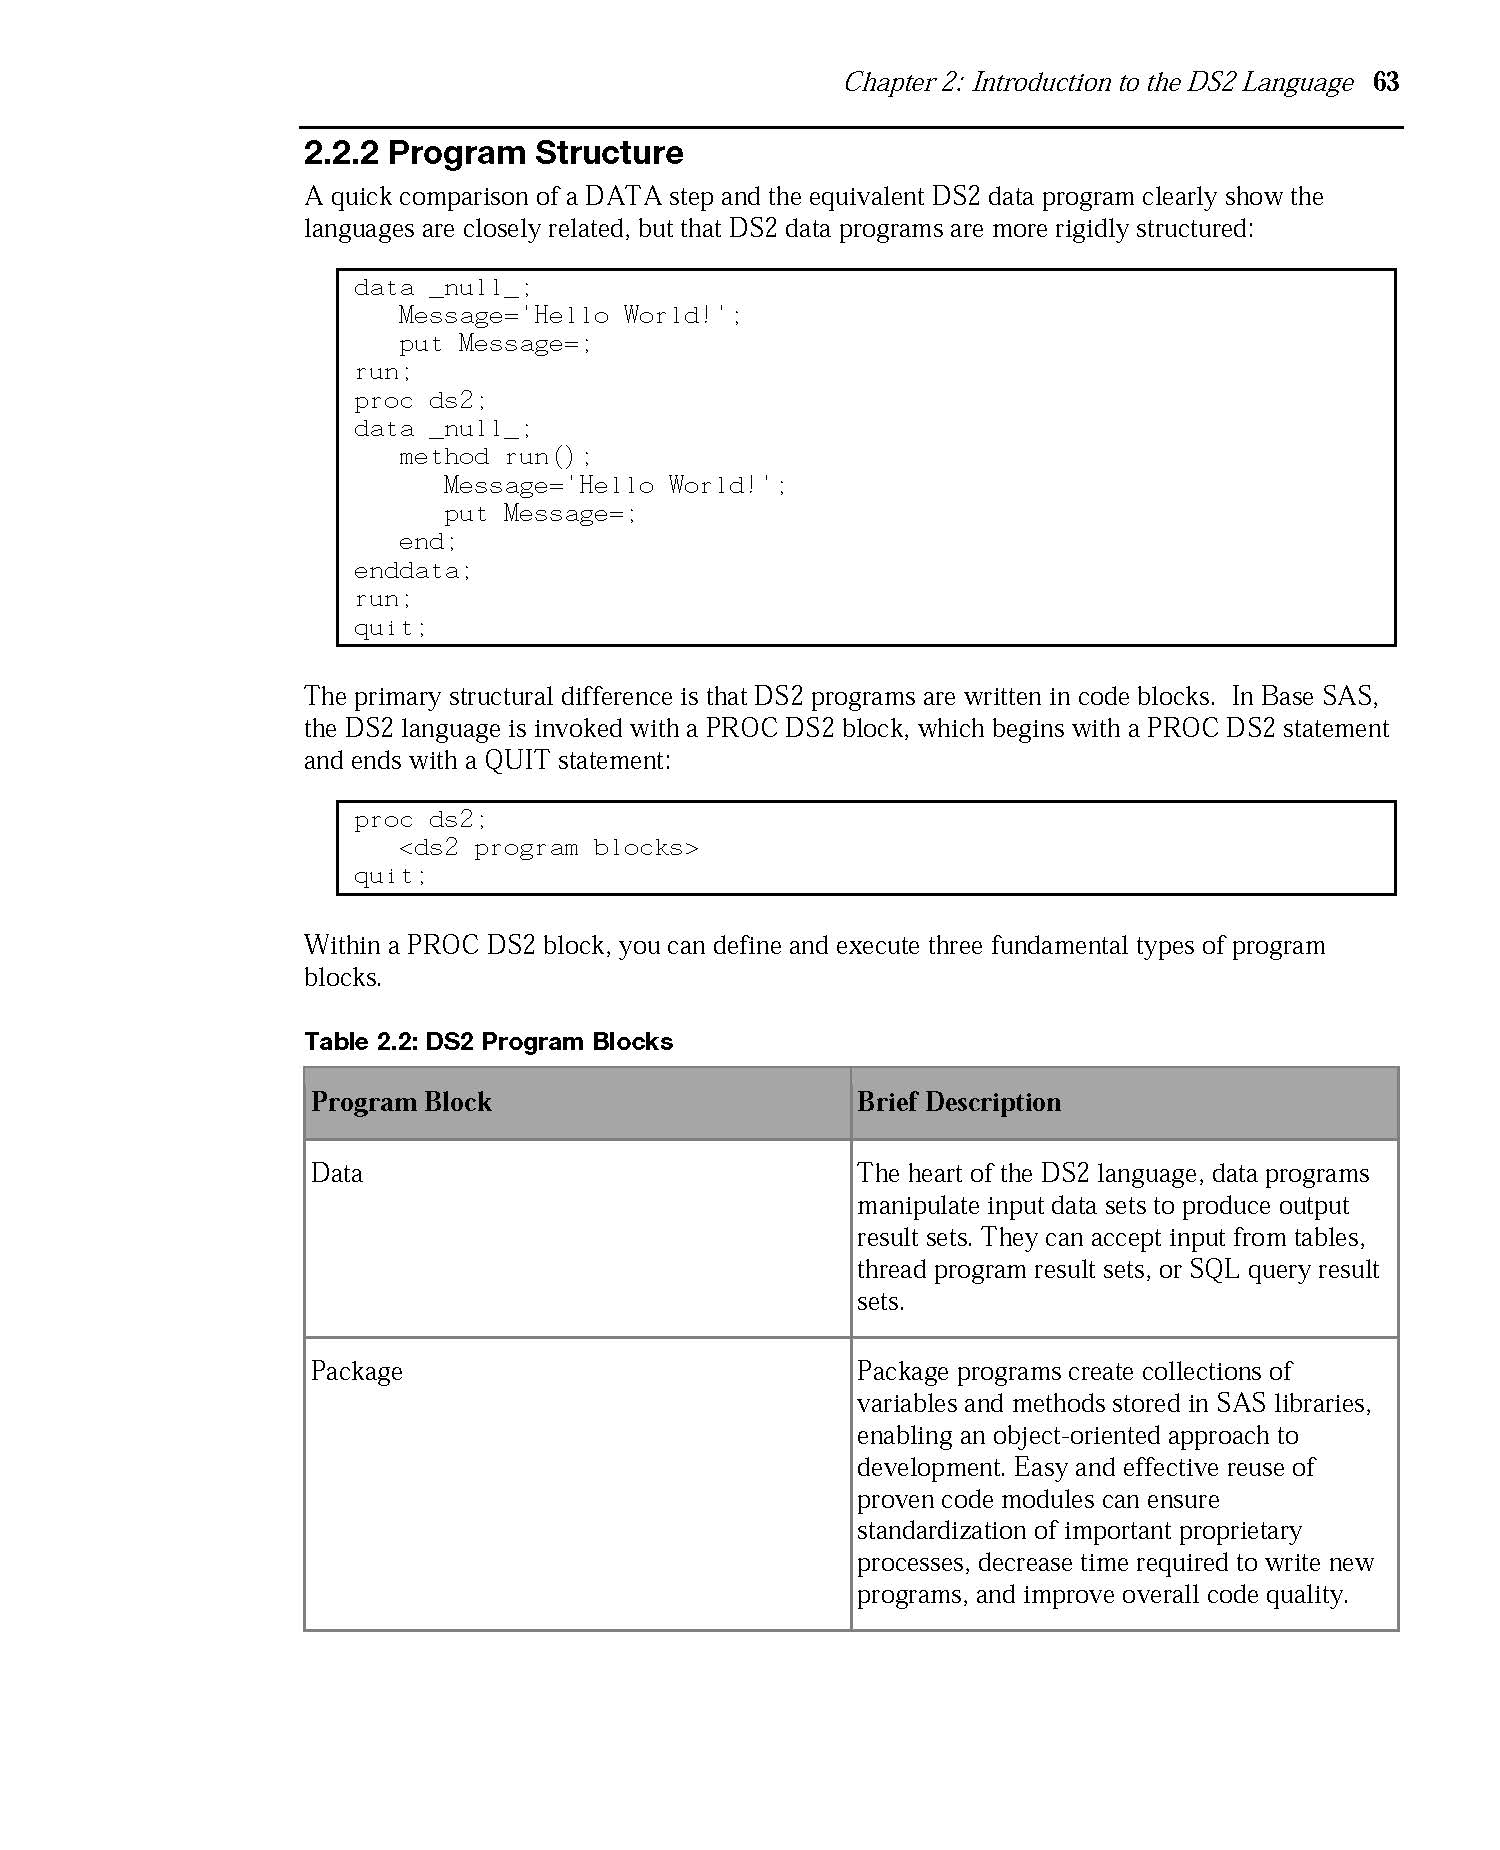 Chapter 2: Introduction to the DS2 Language 63
2.2.2 Program Structure
A quick comparison of a DATA step and the equivalent DS2 data program clearly show the
languages are closely related, but that DS2 data programs are more rigidly structured:
data _null_;
   Message='Hello World!';
   put Message=;
run;
proc ds2;
data _null_;
   method run();
      Message='Hello World!';
      put Message=;
   end;
enddata;
run;
quit;
The primary structural difference is that DS2 programs are written in code blocks.  In Base SAS,
the DS2 language is invoked with a PROC DS2 block, which begins with a PROC DS2 statement
and ends with a QUIT statement:
proc ds2;
   <ds2 program blocks>
quit;
Within a PROC DS2 block, you can define and execute three fundamental types of program
blocks.
Table 2.2: DS2 Program Blocks
Program Block
Brief Description
Data
The heart of the DS2 language, data programs
manipulate input data sets to produce output
result sets. They can accept input from tables,
thread program result sets, or SQL query result
sets.
Package
Package programs create collections of
variables and methods stored in SAS libraries,
enabling an object-oriented approach to
development. Easy and effective reuse of
proven code modules can ensure
standardization of important proprietary
processes, decrease time required to write new
programs, and improve overall code quality.